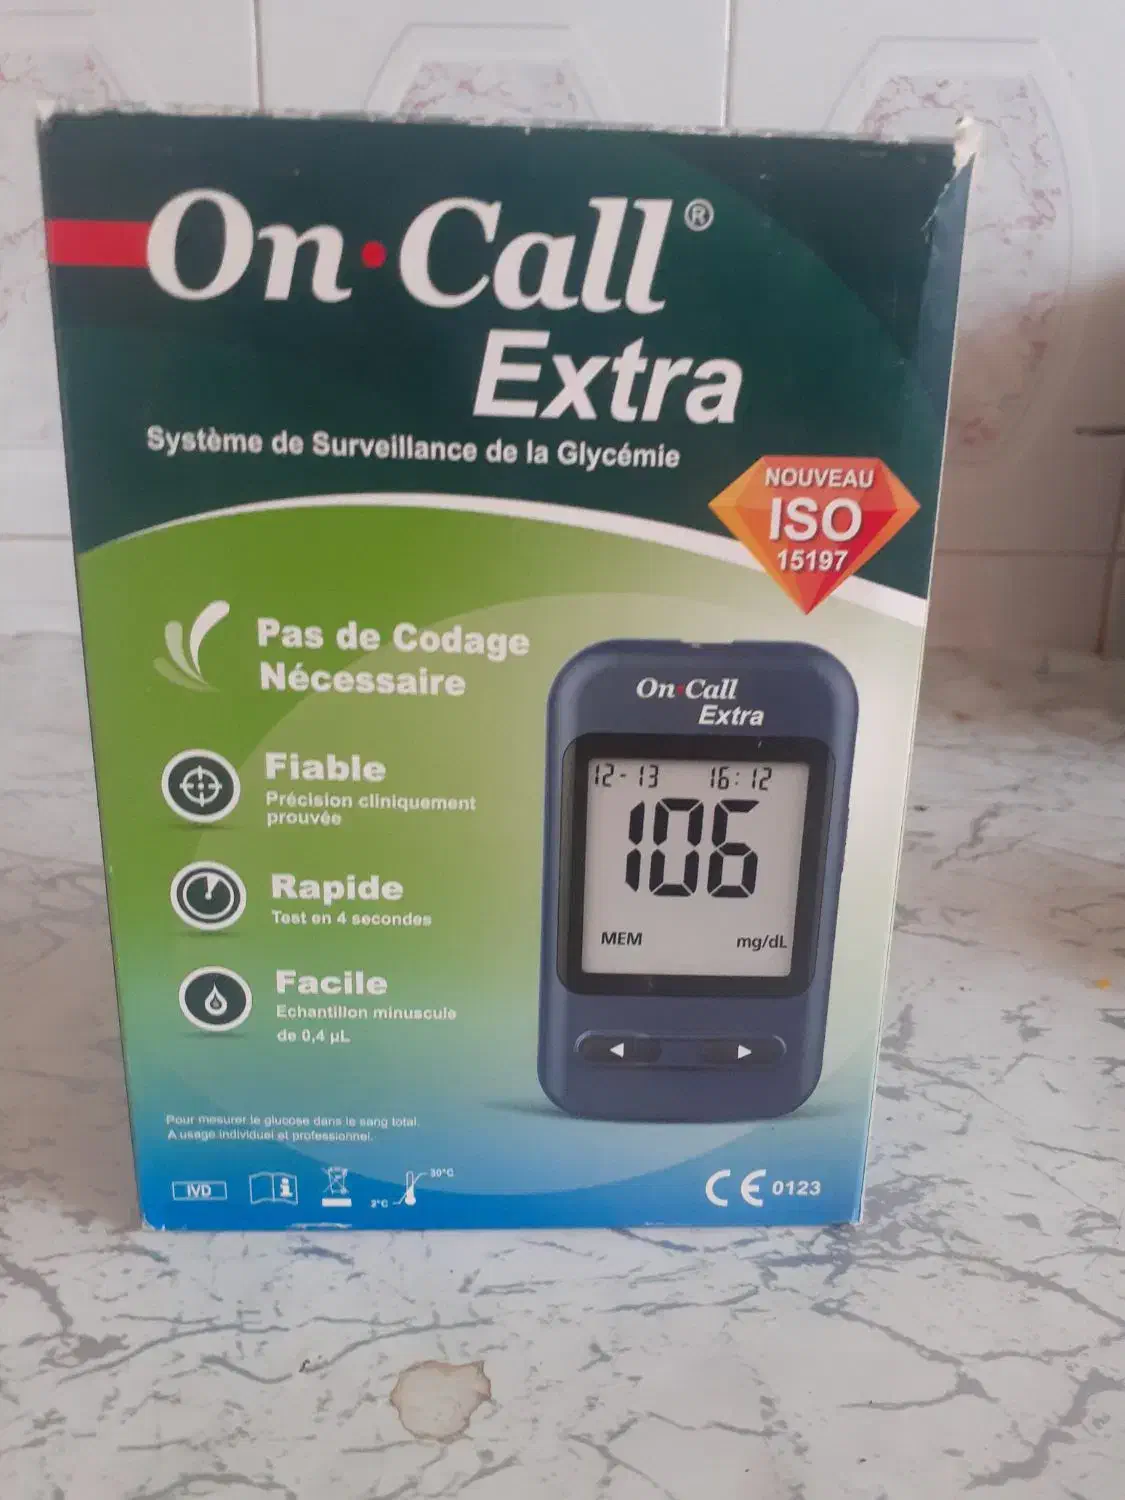 On·Call®
Extra
Système de Surveillance de la Glycémie
NOUVEAU
ISO
15197
Pas de Codage
Nécessaire
On·Call
Extra
12-13 16:12
106
MEM mg/dL
Fiable
Précision cliniquement
prouvée
Rapide
Test en 4 secondes
Facile
Echantillon minuscule
de 0,4 µL
Pour mesurer le glucose dans le sang total.
A usage individuel et professionnel.
IVD
i
2°C
30°C
CE 0123